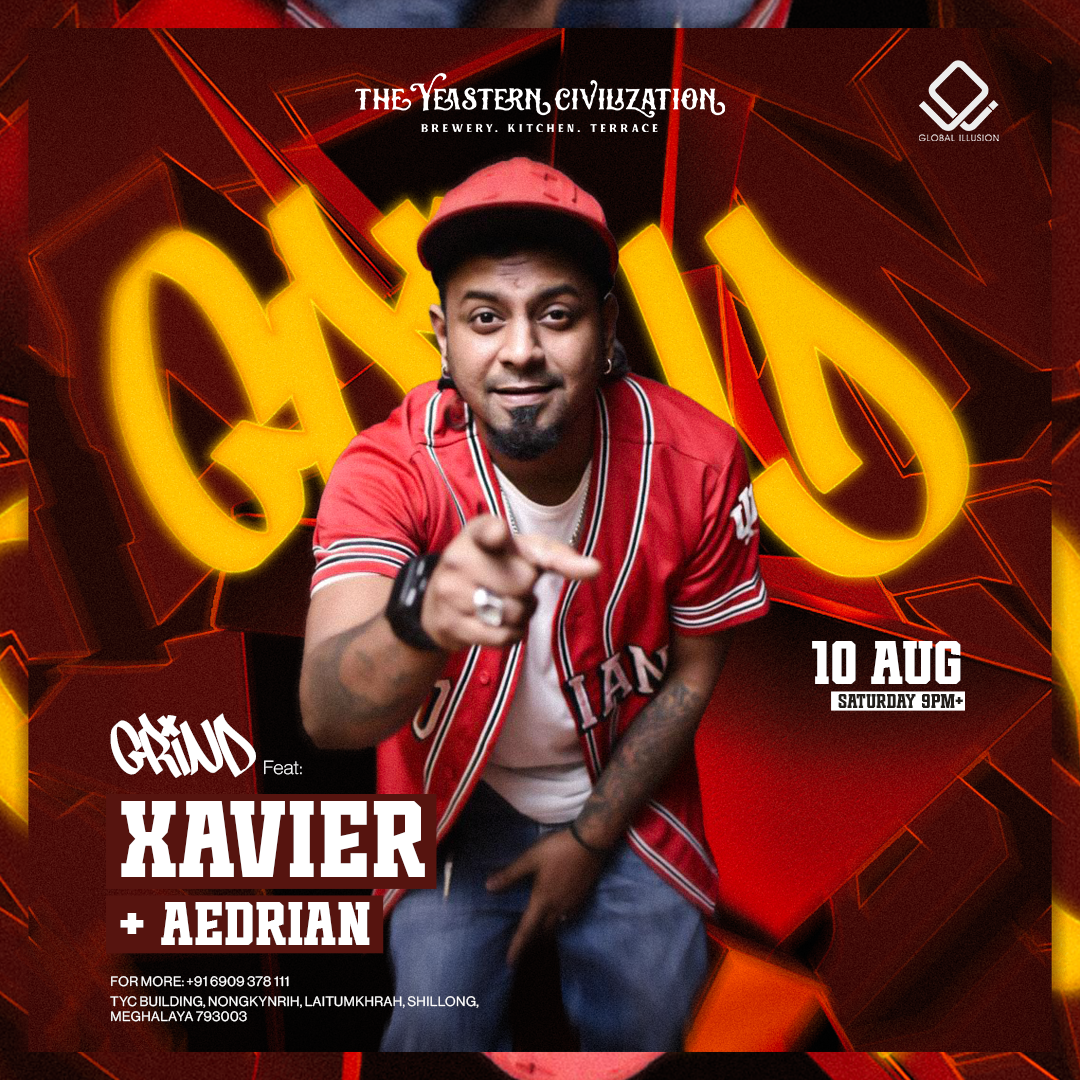 THE YEASTERN CIVILIZATION
BREWERY. KITCHEN. TERRACE
GLOBAL ILLUSION
GRIND
10 AUG
SATURDAY 9PM+
GRIND Feat:
XAVIER
+ AEDRIAN
FOR MORE: +91 6909 378 111
TYC BUILDING, NONGKYNRIH, LAITUMKHRAH, SHILLONG,
MEGHALAYA 793003